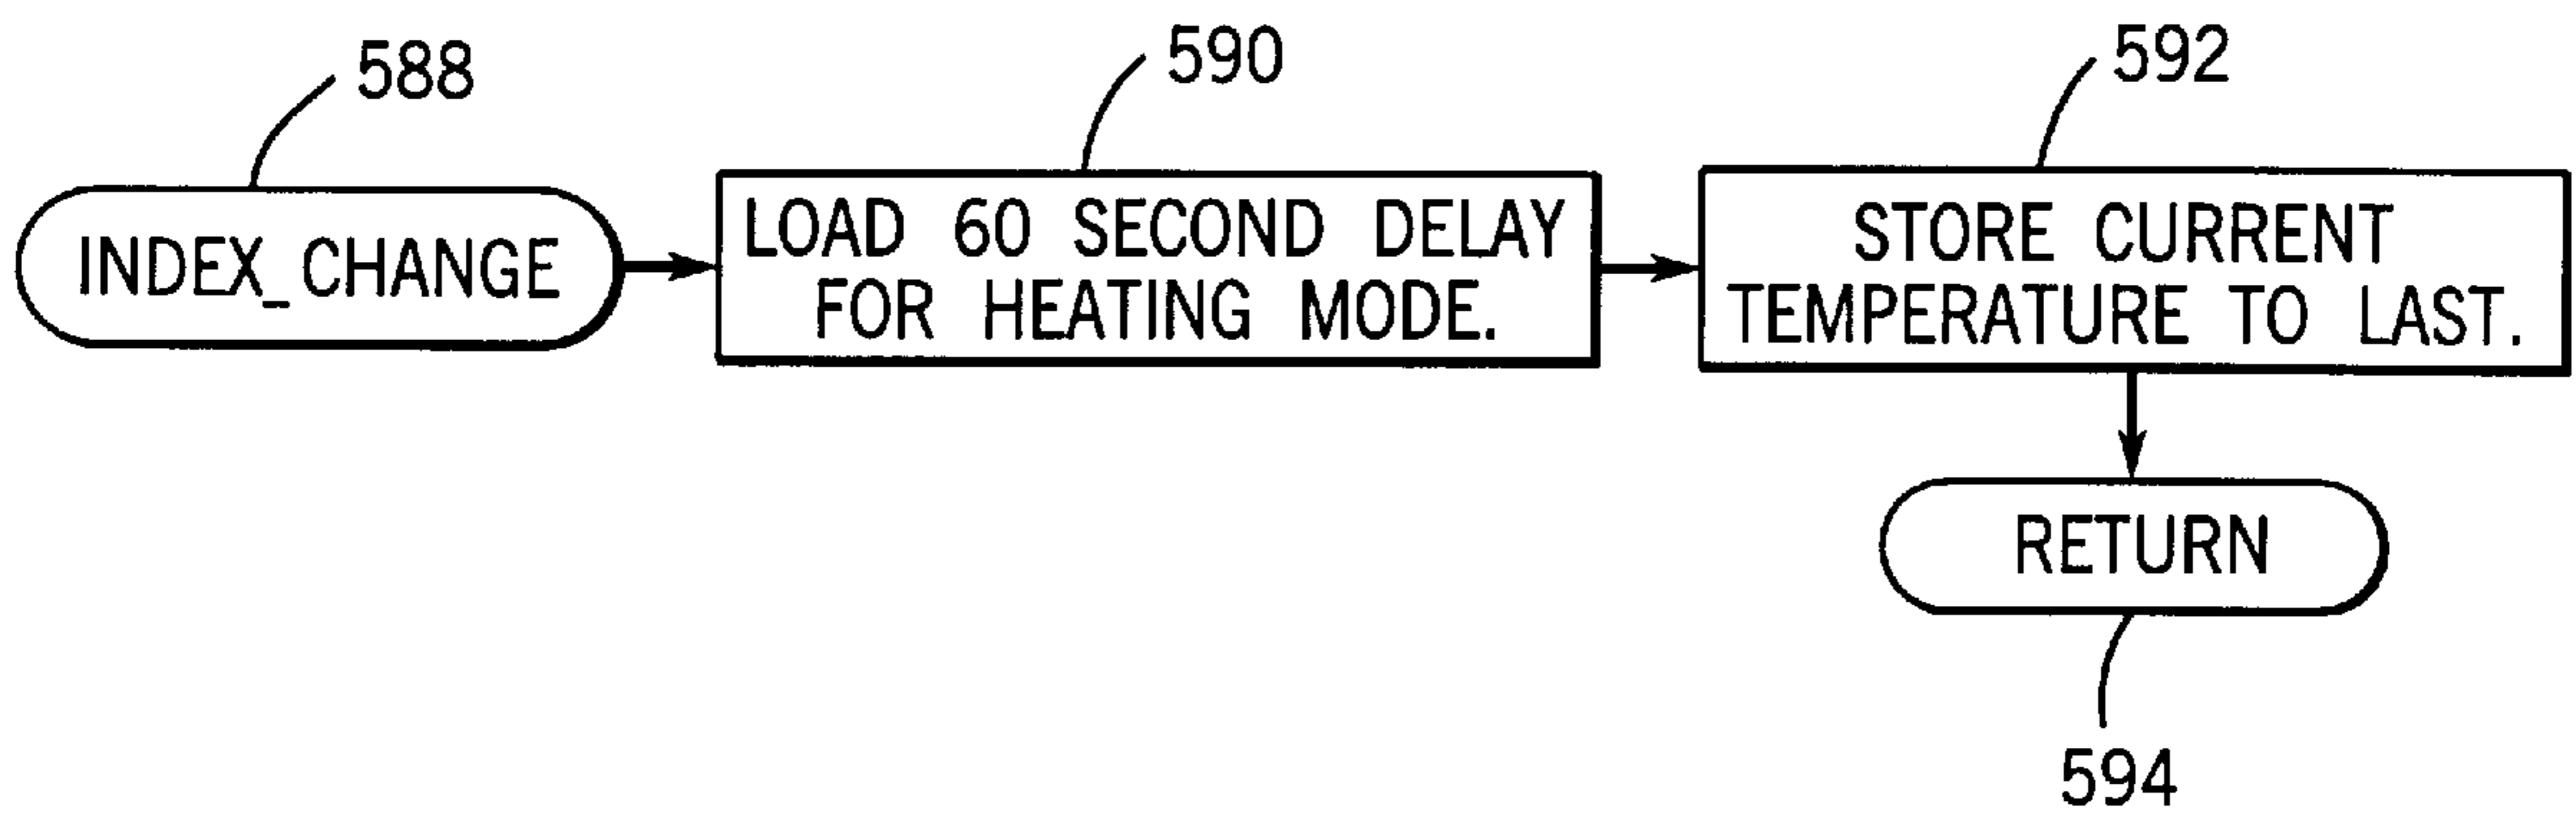 588
590
592
INDEX_CHANGE
LOAD 60 SECOND DELAY
FOR HEATING MODE.
STORE CURRENT
TEMPERATURE TO LAST.
RETURN
594